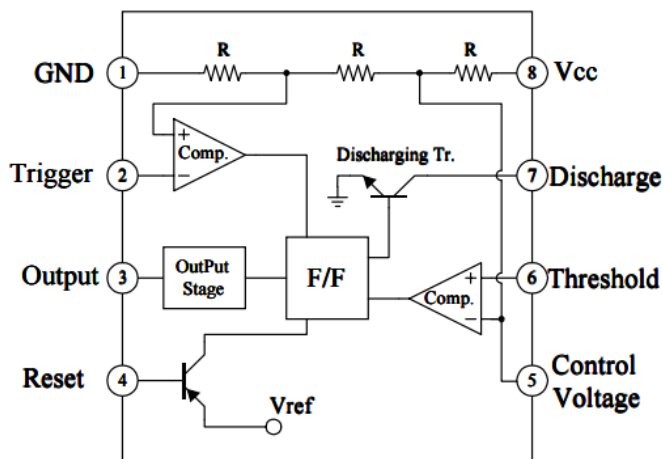 R R R
GND 1 8 Vcc
+
Comp.
−
Trigger 2
Discharging Tr.
7 Discharge
Output 3
OutPut
Stage
F/F
+
Comp.
−
6 Threshold
Reset 4
Vref
5 Control
Voltage